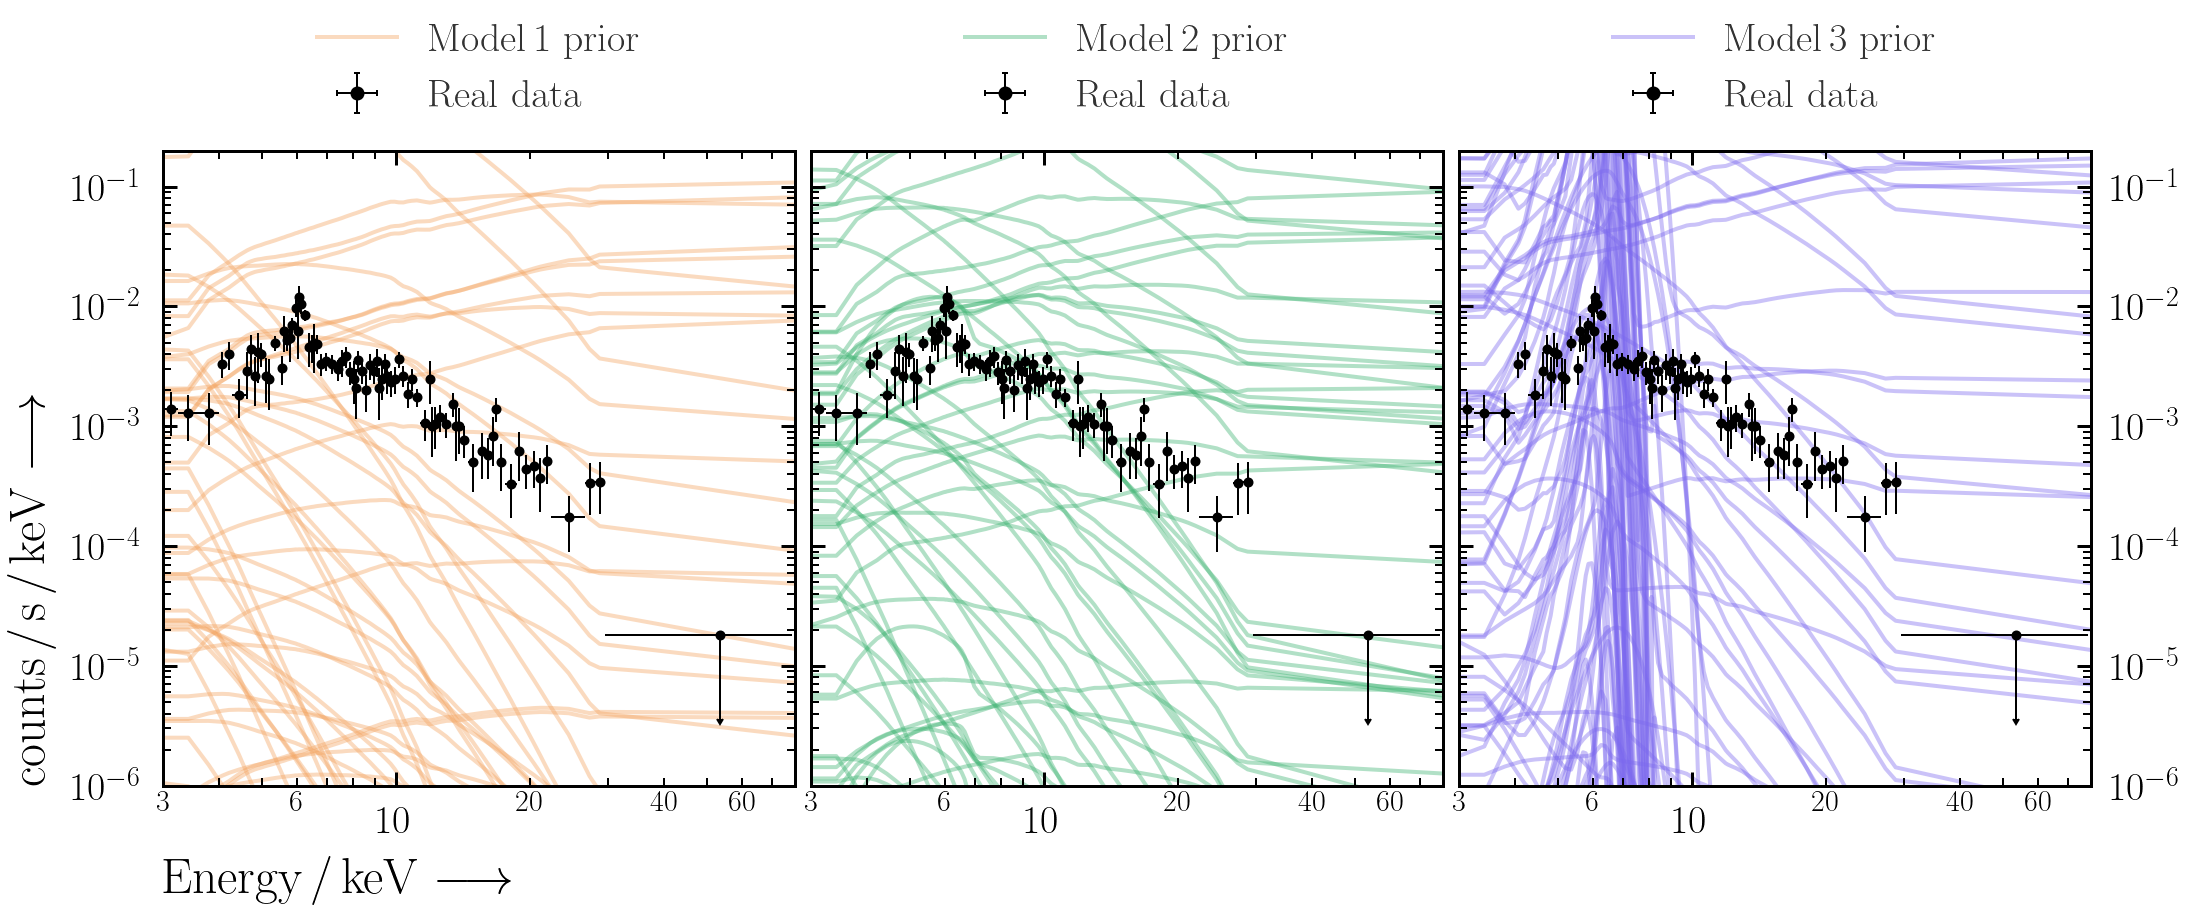 Model 1 prior
Real data
Model 2 prior
Real data
Model 3 prior
Real data
counts / s / keV ⟶
10⁻¹
10⁻²
10⁻³
10⁻⁴
10⁻⁵
10⁻⁶
3 6 10 20 40 60
3 6 10 20 40 60
3 6 10 20 40 60
10⁻¹
10⁻²
10⁻³
10⁻⁴
10⁻⁵
10⁻⁶
Energy / keV ⟶